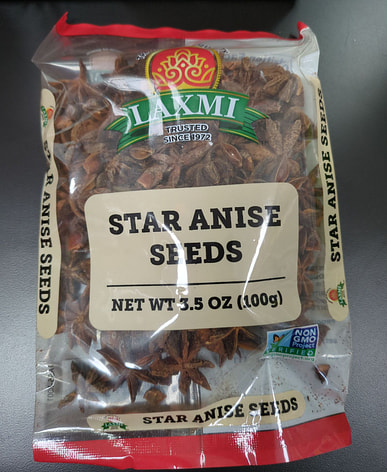 LAXMI
TRUSTED
SINCE 1972
STAR ANISE
SEEDS
NET WT 3.5 OZ (100g)
STAR ANISE SEEDS
STAR ANISE SEEDS
NON
GMO
Project
VERIFIED
STAR ANISE SEEDS